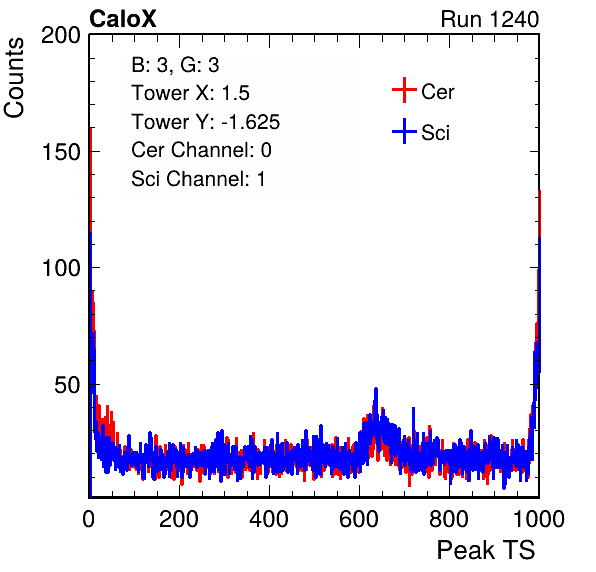 CaloX Run 1240
Counts
200
150
100
50
B: 3, G: 3
Tower X: 1.5
Tower Y: -1.625
Cer Channel: 0
Sci Channel: 1
Cer
Sci
0 200 400 600 800 1000
Peak TS